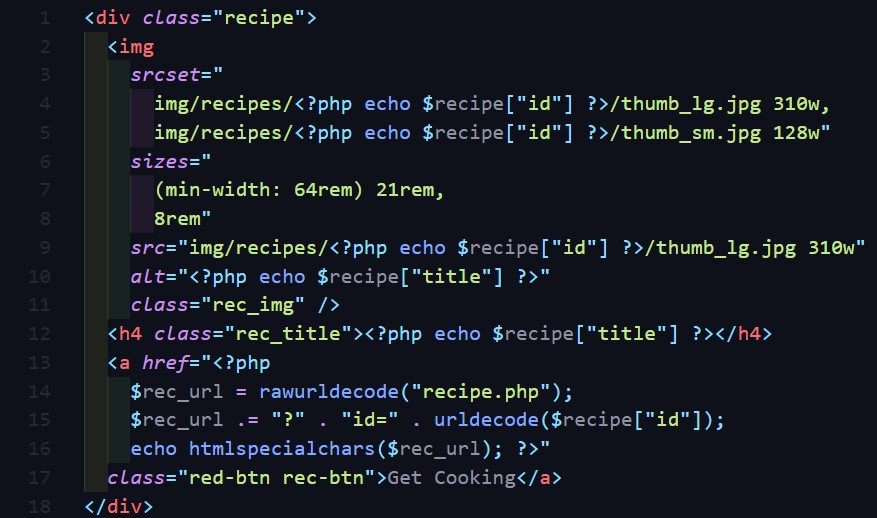 1 <div class="recipe">
2 <img
3 srcset="
4 img/recipes/<?php echo $recipe["id"] ?>/thumb_lg.jpg 310w,
5 img/recipes/<?php echo $recipe["id"] ?>/thumb_sm.jpg 128w"
6 sizes="
7 (min-width: 64rem) 21rem,
8 8rem"
9 src="img/recipes/<?php echo $recipe["id"] ?>/thumb_lg.jpg 310w"
10 alt="<?php echo $recipe["title"] ?>"
11 class="rec_img" />
12 <h4 class="rec_title"><?php echo $recipe["title"] ?></h4>
13 <a href="<?php
14 $rec_url = rawurldecode("recipe.php");
15 $rec_url .= "?" . "id=" . urldecode($recipe["id"]);
16 echo htmlspecialchars($rec_url); ?>"
17 class="red-btn rec-btn">Get Cooking</a>
18 </div>